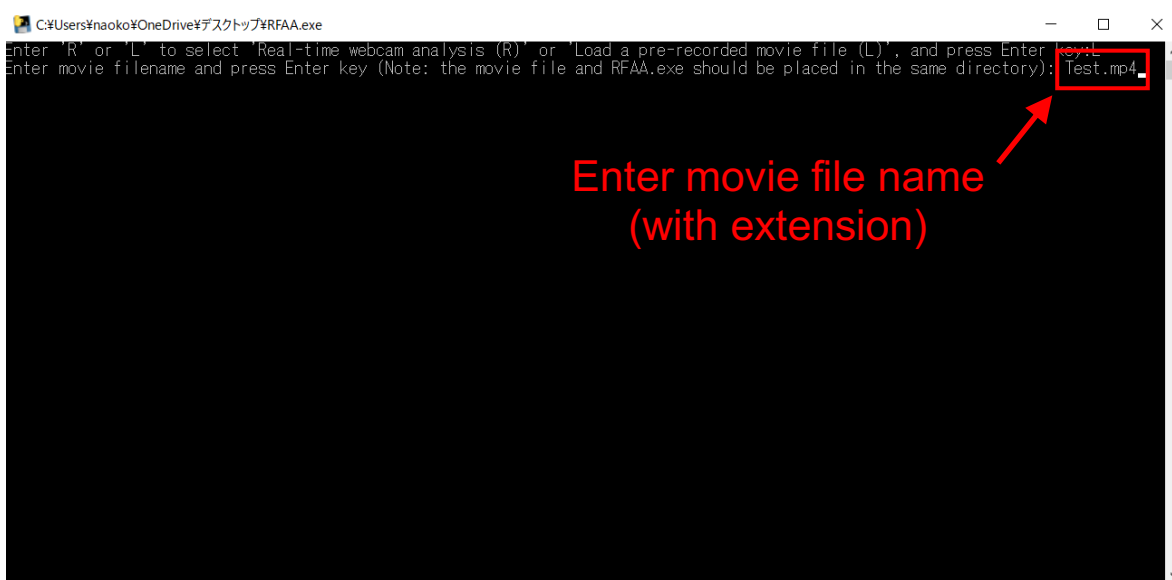 C:¥Users¥naoko¥OneDrive¥デスクトップ¥RFAA.exe
Enter 'R' or 'L' to select 'Real-time webcam analysis (R)' or 'Load a pre-recorded movie file (L)', and press Enter key:L
Enter movie filename and press Enter key (Note: the movie file and RFAA.exe should be placed in the same directory): Test.mp4
Enter movie file name
(with extension)